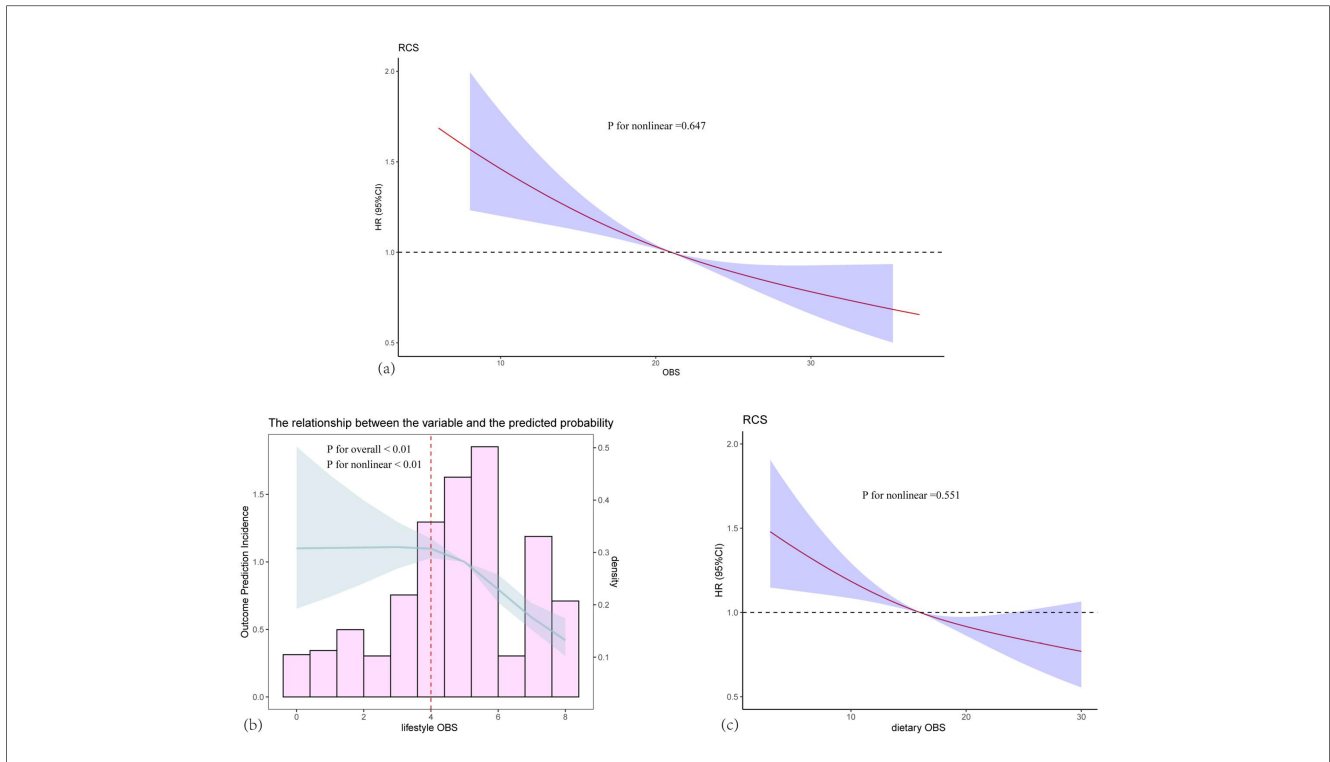 RCS
2.0
P for nonlinear =0.647
1.5
HR (95%CI)
1.0
0.5
10
20
30
OBS
(a)
The relationship between the variable and the predicted probability
P for overall < 0.01
P for nonlinear < 0.01
1.5
1.0
0.5
0.0
Outcome Prediction Incidence
0.5
0.4
0.3
0.2
0.1
density
0
2
4
6
8
lifestyle OBS
(b)
RCS
2.0
P for nonlinear =0.551
1.5
HR (95%CI)
1.0
0.5
10
20
30
dietary OBS
(c)